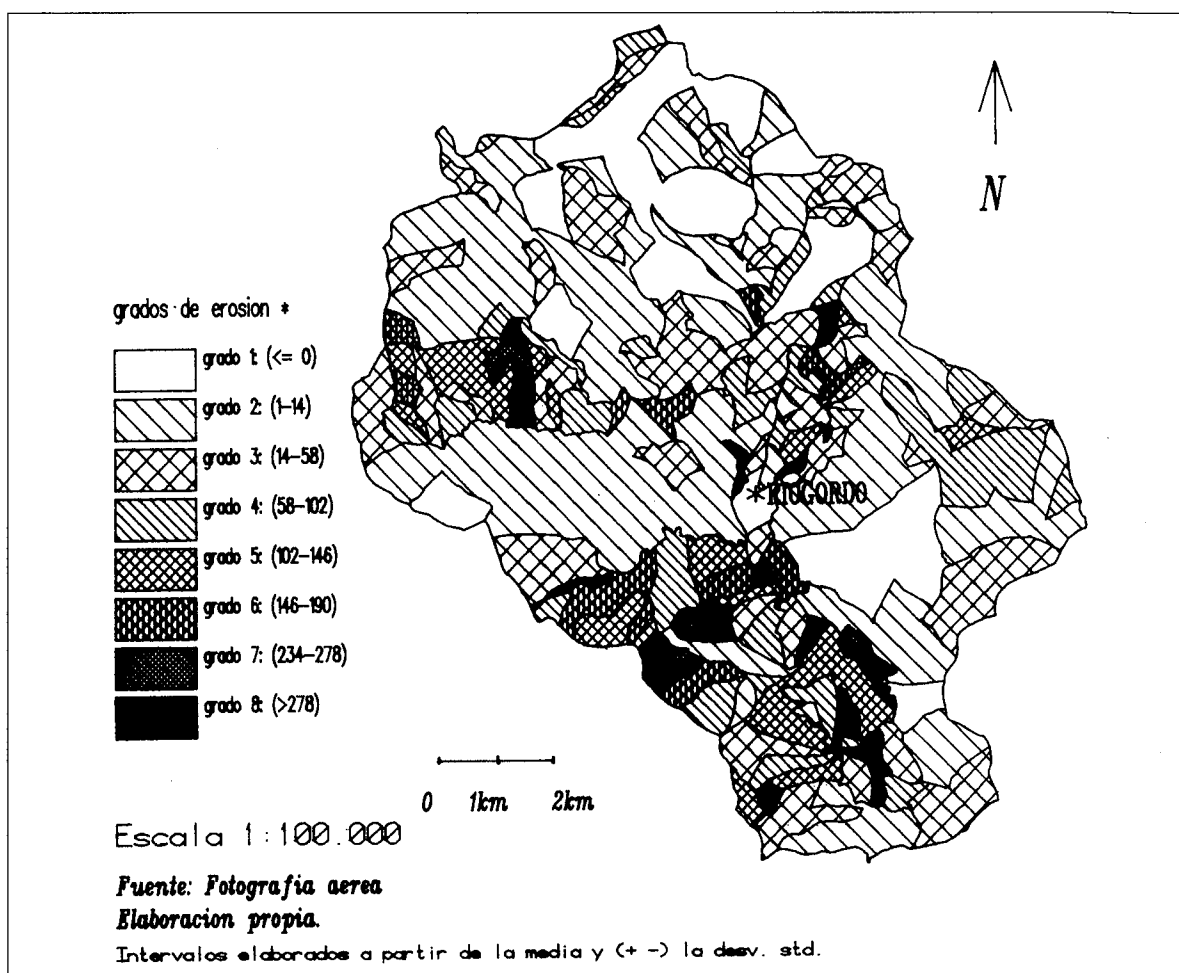 N
grados de erosion *
grado 1: (<= 0)
grado 2: (1-14)
grado 3: (14-58)
grado 4: (58-102)
grado 5: (102-146)
grado 6: (146-190)
grado 7: (234-278)
grado 8: (>278)
*RIOGORDO
0 1km 2km
Escala 1:100.000
Fuente: Fotografia aerea
Elaboracion propia.
Intervalos elaborados a partir de la media y (+ -) la desv. std.